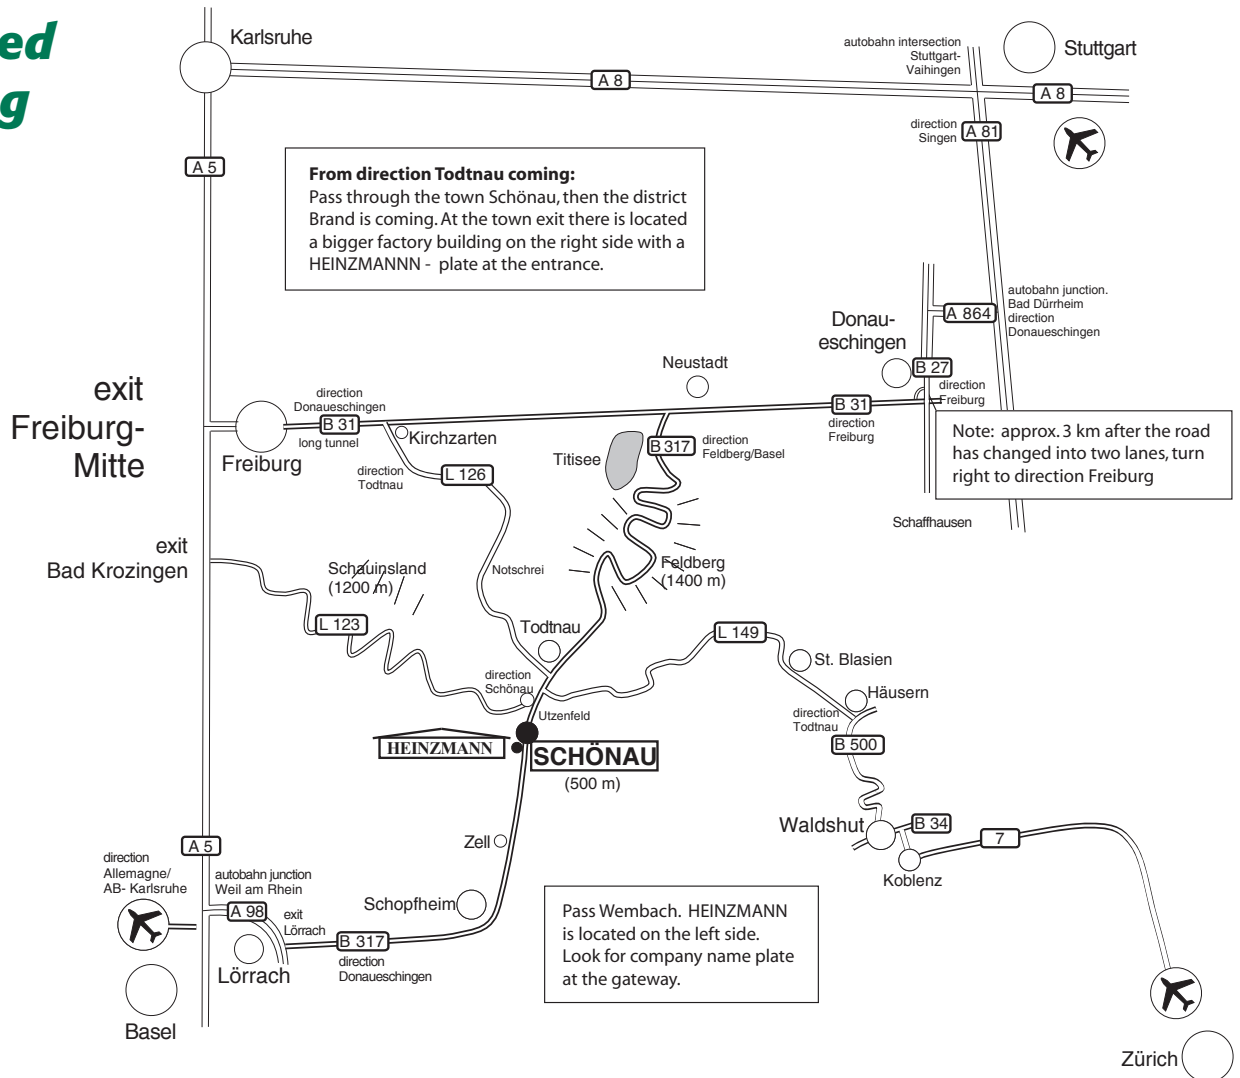 ed
g
Karlsruhe
autobahn intersection
Stuttgart-
Vaihingen
Stuttgart
A 8
A 8
direction
Singen
A 81
A 5
From direction Todtnau coming:
Pass through the town Schönau, then the district
Brand is coming. At the town exit there is located
a bigger factory building on the right side with a
HEINZMANNN - plate at the entrance.
autobahn junction.
Bad Dürrheim
direction
Donaueschingen
A 864
Donau-
eschingen
B 27
direction
Freiburg
Neustadt
exit
Freiburg-
Mitte
direction
Donaueschingen
B 31
long tunnel
Freiburg
Kirchzarten
direction
Todtnau
L 126
B 31
direction
Freiburg
Titisee
B 317
direction
Feldberg/Basel
Note: approx. 3 km after the road
has changed into two lanes, turn
right to direction Freiburg
Schaffhausen
exit
Bad Krozingen
Schauinsland
(1200 m)
Notschrei
Feldberg
(1400 m)
L 123
Todtnau
L 149
St. Blasien
direction
Schönau
Häusern
Utzenfeld
direction
Todtnau
B 500
HEINZMANN
SCHÖNAU
(500 m)
Waldshut
B 34
7
Koblenz
Zell
A 5
direction
Allemagne/
AB- Karlsruhe
autobahn junction
Weil am Rhein
A 98
exit
Lörrach
Schopfheim
B 317
direction
Donaueschingen
Lörrach
Basel
Pass Wembach. HEINZMANN
is located on the left side.
Look for company name plate
at the gateway.
Zürich